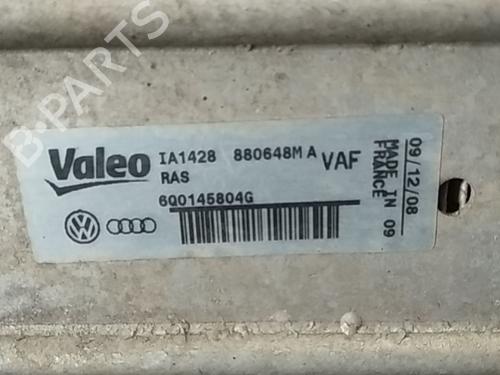 B-PARTS
Valeo
IA1428 880648M A
VAF
RAS
6Q0145804G
09/12/08
MADE IN 09
FRANCE